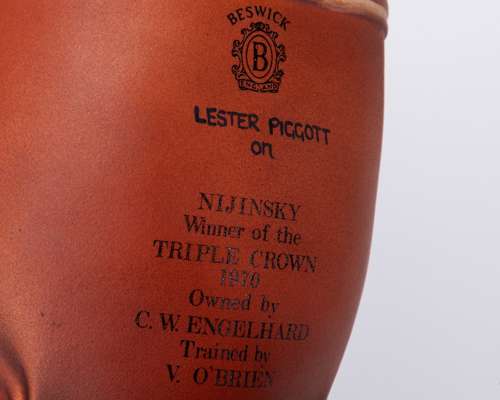 BESWICK
B
ENGLAND
LESTER PIGGOTT
on
NIJINSKY
Winner of the
TRIPLE CROWN
1970
Owned by
C. W. ENGELHARD
Trained by
V. O'BRIEN